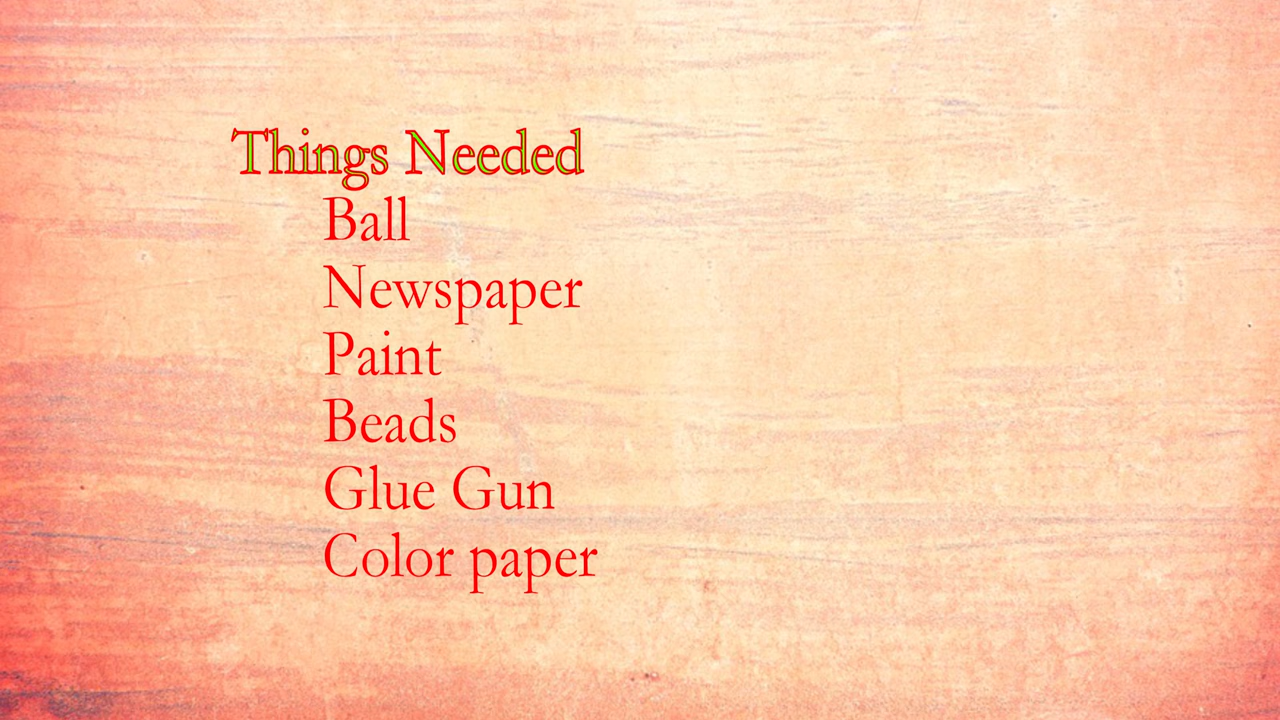 Things Needed
Ball
Newspaper
Paint
Beads
Glue Gun
Color paper